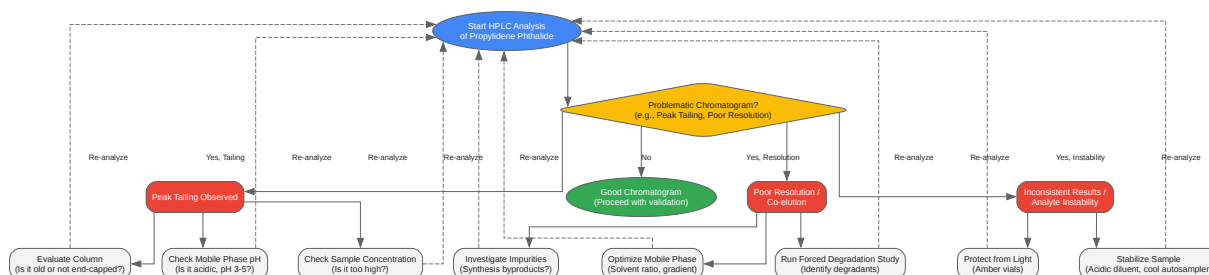 Start HPLC Analysis
of Propylidene Phthalide
Problematic Chromatogram?
(e.g., Peak Tailing, Poor Resolution)
Re-analyze
Yes, Tailing
Re-analyze
Re-analyze
Re-analyze
Re-analyze
No
Yes, Resolution
Re-analyze
Re-analyze
Yes, Instability
Re-analyze
Peak Tailing Observed
Good Chromatogram
(Proceed with validation)
Poor Resolution /
Co-elution
Inconsistent Results /
Analyte Instability
Evaluate Column
(Is it old or not end-capped?)
Check Mobile Phase pH
(Is it acidic, pH 3-5?)
Check Sample Concentration
(Is it too high?)
Investigate Impurities
(Synthesis byproducts?)
Optimize Mobile Phase
(Solvent ratio, gradient)
Run Forced Degradation Study
(Identify degradants)
Protect from Light
(Amber vials)
Stabilize Sample
(Acidic diluent, cool autosampler)